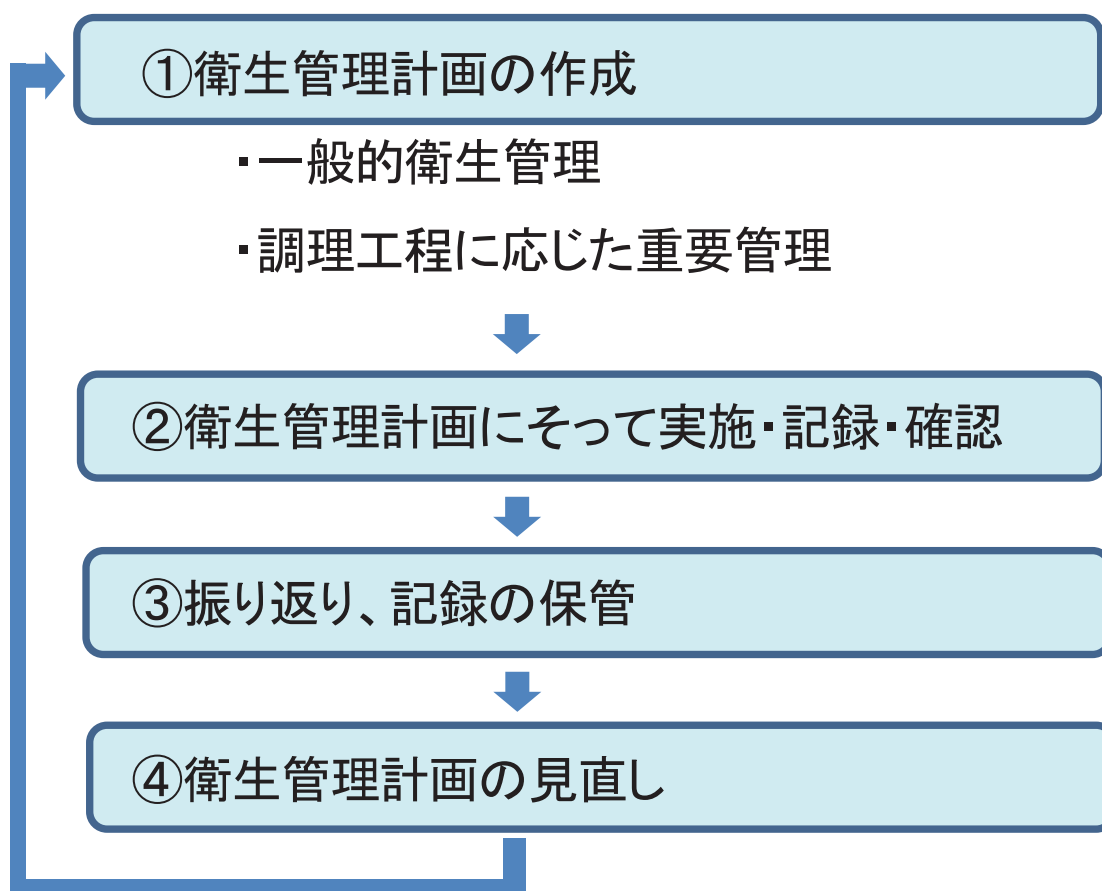 ①衛生管理計画の作成
・一般的衛生管理
・調理工程に応じた重要管理
②衛生管理計画にそって実施・記録・確認
③振り返り、記録の保管
④衛生管理計画の見直し